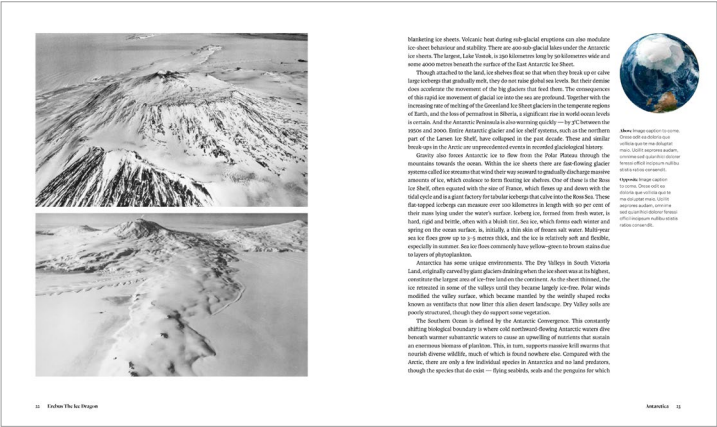 blanketing ice sheets. Volcanic heat during sub-glacial eruptions can also modulate
ice-sheet behaviour and stability. There are 400 sub-glacial lakes under the Antarctic
ice sheets. The largest, Lake Vostok, is 250 kilometres long by 50 kilometres wide and
some 4000 metres beneath the surface of the East Antarctic Ice Sheet.
Though attached to the land, ice shelves float so that when they break up or calve
large icebergs that gradually melt, they do not raise global sea levels. But their demise
does accelerate the movement of the big glaciers that feed them. The consequences
of this rapid ice movement of glacial ice into the sea are profound. Together with the
increasing rate of melting of the Greenland Ice Sheet glaciers in the temperate regions
of Earth, and the loss of permafrost in Siberia, a significant rise in world ocean levels
is certain. And the Antarctic Peninsula is also warming quickly — by 3°C between the
1950s and 2000. Entire Antarctic glacier and ice shelf systems, such as the northern
part of the Larsen Ice Shelf, have collapsed in the past decade. These and similar
break-ups in the Arctic are unprecedented events in recorded glaciological history.
Gravity also forces Antarctic ice to flow from the Polar Plateau through the
mountains towards the ocean. Within the ice sheets there are fast-flowing glacier
systems called ice streams that wind their way seaward to gradually discharge massive
amounts of ice, which coalesce to form floating ice shelves. One of these is the Ross
Ice Shelf, often equated with the size of France, which flexes up and down with the
tidal cycle and is a giant factory for tabular icebergs that calve into the Ross Sea. These
flat-topped icebergs can measure over 100 kilometres in length with 90 per cent of
their mass lying under the water's surface. Iceberg ice, formed from fresh water, is
hard, rigid and brittle, often with a bluish tint. Sea ice, which forms each winter and
spring on the ocean surface, is, initially, a thin skin of frozen salt water. Multi-year
sea ice floes grow up to 3–5 metres thick, and the ice is relatively soft and flexible,
especially in summer. Sea ice floes commonly have yellow-green to brown stains due
to layers of phytoplankton.
Antarctica has some unique environments. The Dry Valleys in South Victoria
Land, originally carved by giant glaciers draining when the ice sheet was at its highest,
constitute the largest area of ice-free land on the continent. As the sheet thinned, the
ice retreated in some of the valleys until they became largely ice-free. Polar winds
modified the valley surface, which became mantled by the weirdly shaped rocks
known as ventifacts that now litter this alien desert landscape. Dry Valley soils are
poorly structured, though they do support some vegetation.
The Southern Ocean is defined by the Antarctic Convergence. This constantly
shifting biological boundary is where cold northward-flowing Antarctic waters dive
beneath warmer subantarctic waters to cause an upwelling of nutrients that sustain
an enormous biomass of plankton. This, in turn, supports massive krill swarms that
nourish diverse wildlife, much of which is found nowhere else. Compared with the
Arctic, there are only a few individual species in Antarctica and no land predators,
though the species that do exist — flying seabirds, seals and the penguins for which
Above: Image caption to come.
Onose odit ea doloria quo
vollicia quo te ma doluptat
Opposite: Image caption
to come. Onose odit ea
doloria quo vollicia quo te
22 Erebus The Ice Dragon
Antarctica 23